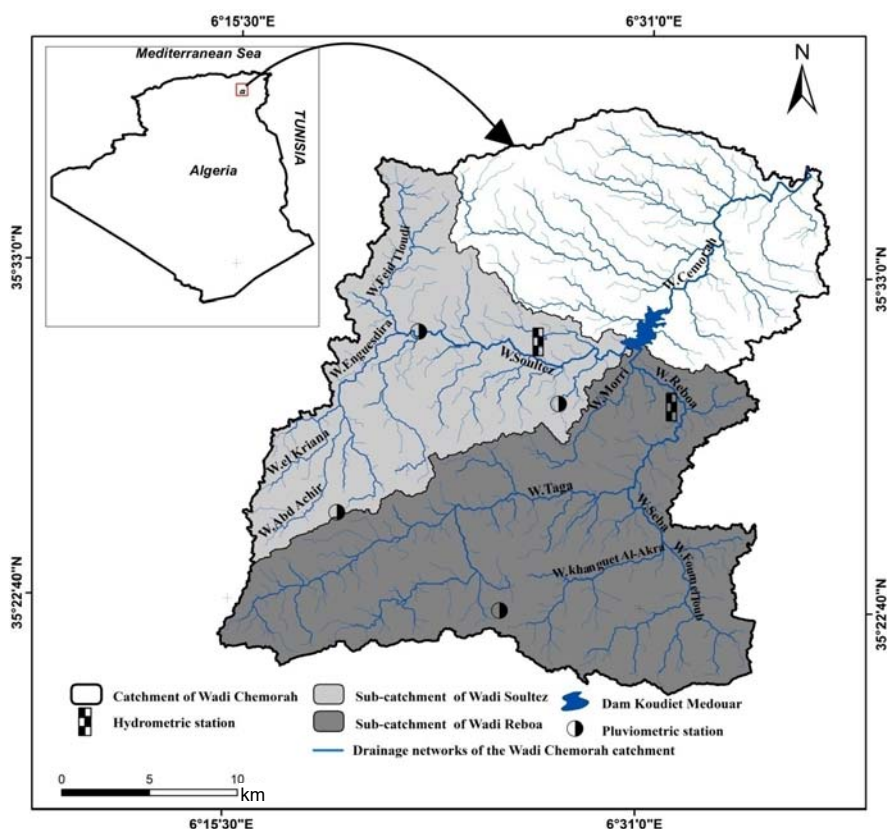 6°15'30"E
6°31'0"E
Mediterranean Sea
a
TUNISIA
Algeria
N
35°33'0"N
35°33'0"N
W.Feid Tloudi
W.Cemorah
W.Enguesdira
W.Soultez
W.Morri
W.Reboa
W.el Kriana
W.Abd Achir
W.Taga
W.Seba
W.khanguet Al-Akra
W.Foumettoub
35°22'40"N
35°22'40"N
Catchment of Wadi Chemorah
Sub-catchment of Wadi Soultez
Dam Koudiet Medouar
Hydrometric station
Sub-catchment of Wadi Reboa
Pluviometric station
Drainage networks of the Wadi Chemorah catchment
0 5 10
km
6°15'30"E
6°31'0"E